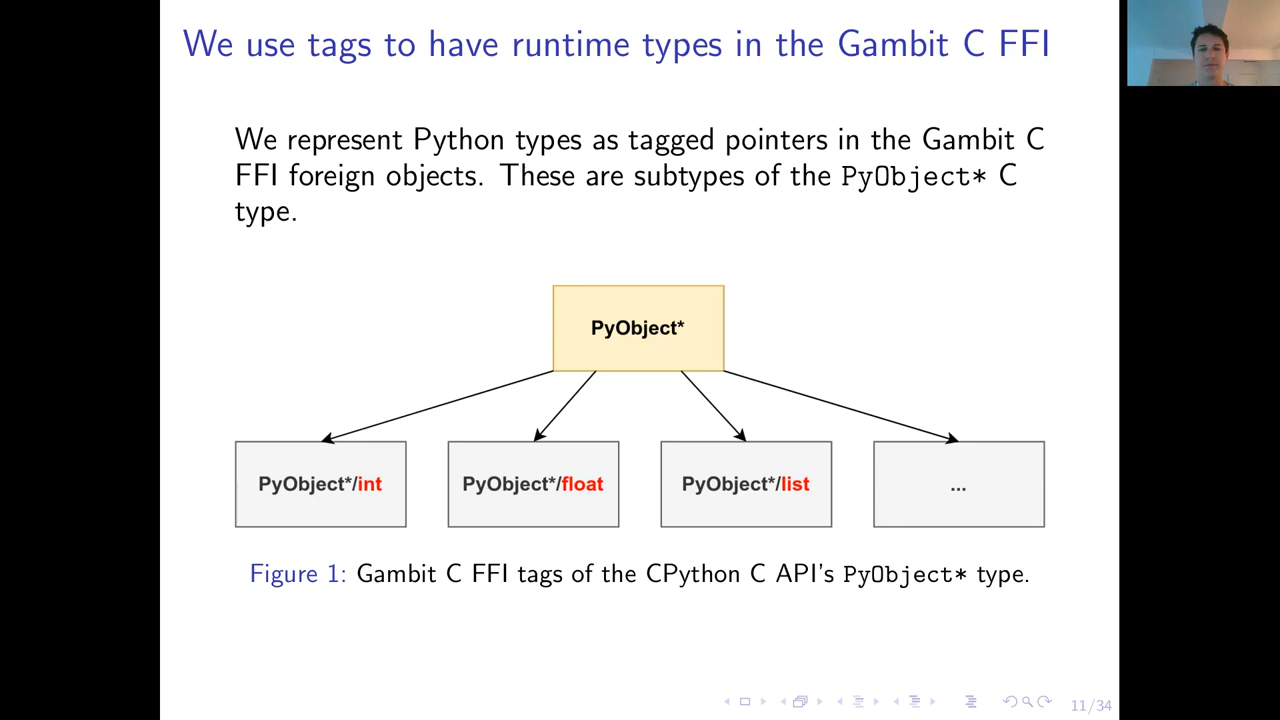 We use tags to have runtime types in the Gambit C FFI
We represent Python types as tagged pointers in the Gambit C
FFI foreign objects. These are subtypes of the PyObject* C
type.
PyObject*
PyObject*/int
PyObject*/float
PyObject*/list
...
Figure 1: Gambit C FFI tags of the CPython C API's PyObject* type.
11/34